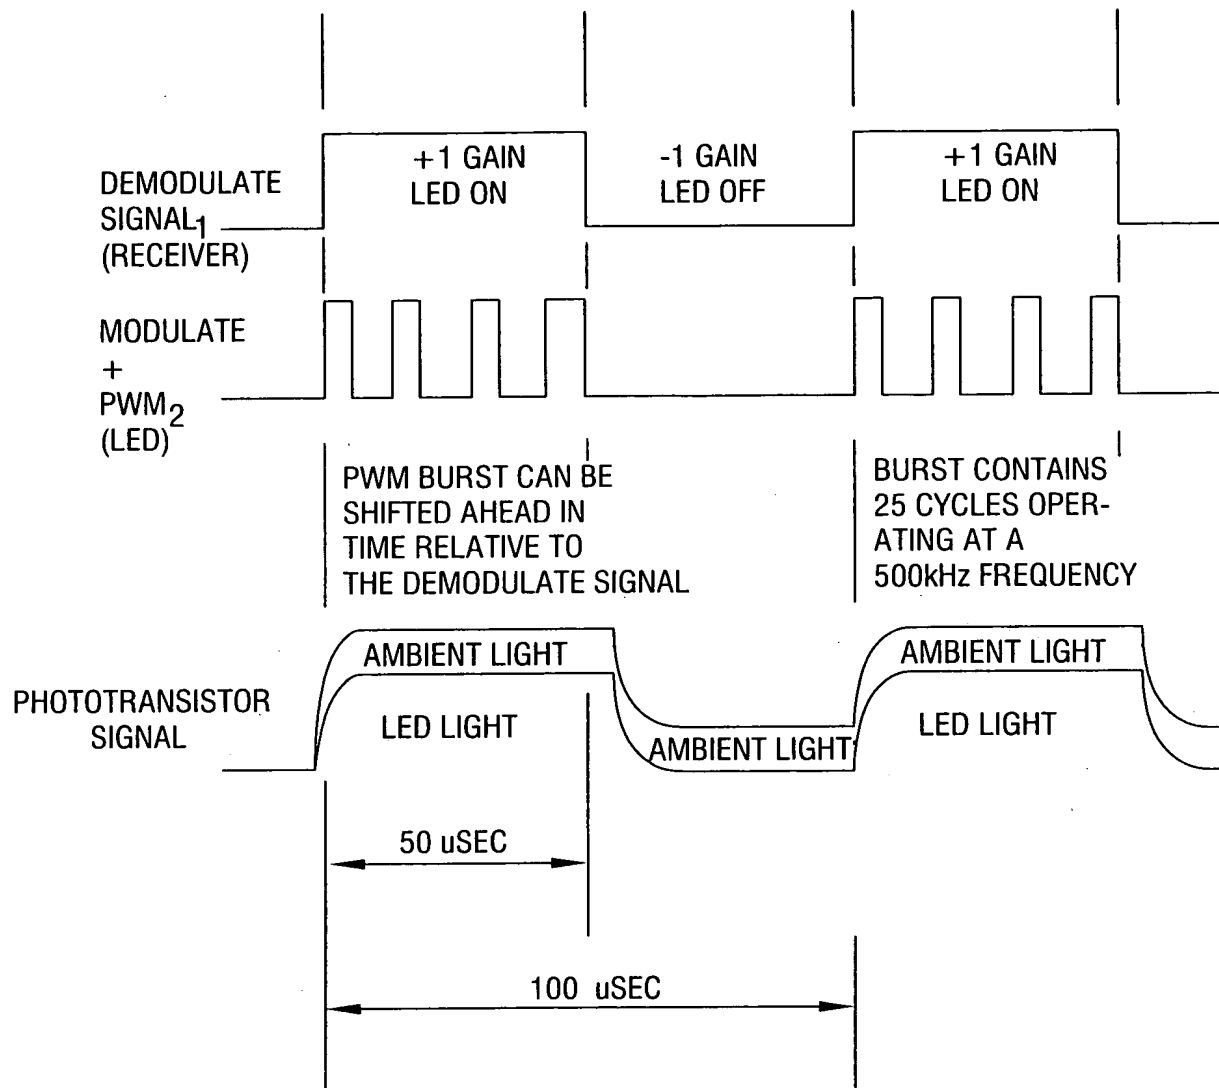 +1 GAIN
LED ON
-1 GAIN
LED OFF
+1 GAIN
LED ON
DEMODULATE
SIGNAL1
(RECEIVER)
MODULATE
+
PWM2
(LED)
PWM BURST CAN BE
SHIFTED AHEAD IN
TIME RELATIVE TO
THE DEMODULATE SIGNAL
BURST CONTAINS
25 CYCLES OPER-
ATING AT A
500kHz FREQUENCY
PHOTOTRANSISTOR
SIGNAL
AMBIENT LIGHT
LED LIGHT
AMBIENT LIGHT
AMBIENT LIGHT
LED LIGHT
50 uSEC
100 uSEC